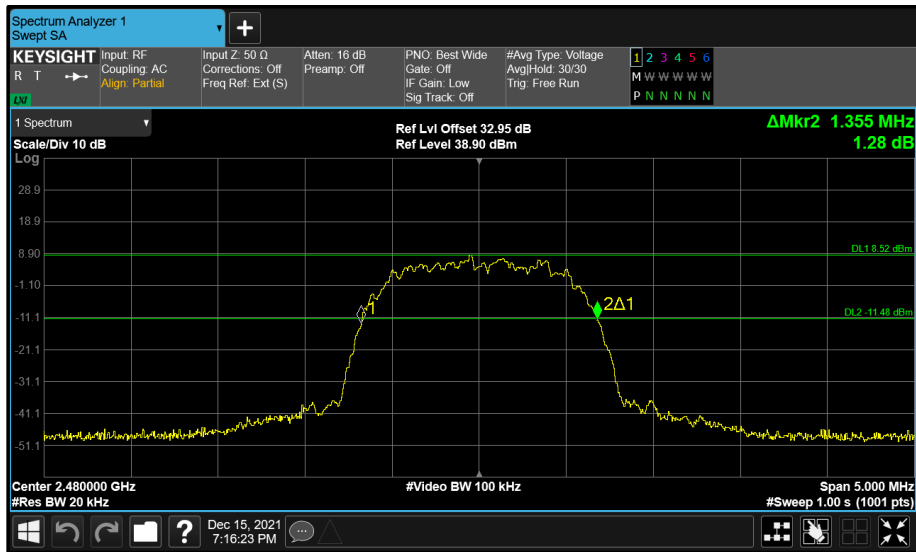 Spectrum Analyzer 1
Swept SA
+
KEYSIGHT
R T
LXI
Input: RF
Coupling: AC
Align: Partial
Input Z: 50 Ω
Corrections: Off
Freq Ref: Ext (S)
Atten: 16 dB
Preamp: Off
PNO: Best Wide
Gate: Off
IF Gain: Low
Sig Track: Off
#Avg Type: Voltage
Avg|Hold: 30/30
Trig: Free Run
1 2 3 4 5 6
M W W W W W
P N N N N N
1 Spectrum
Scale/Div 10 dB
Ref Lvl Offset 32.95 dB
Ref Level 38.90 dBm
ΔMkr2 1.355 MHz
1.28 dB
Log
28.9
18.9
8.90
DL1 8.52 dBm
-1.10
1
2Δ1
-11.1
DL2 -11.48 dBm
-21.1
-31.1
-41.1
-51.1
Center 2.480000 GHz
#Video BW 100 kHz
Span 5.000 MHz
#Res BW 20 kHz
#Sweep 1.00 s (1001 pts)
?
Dec 15, 2021
7:16:23 PM